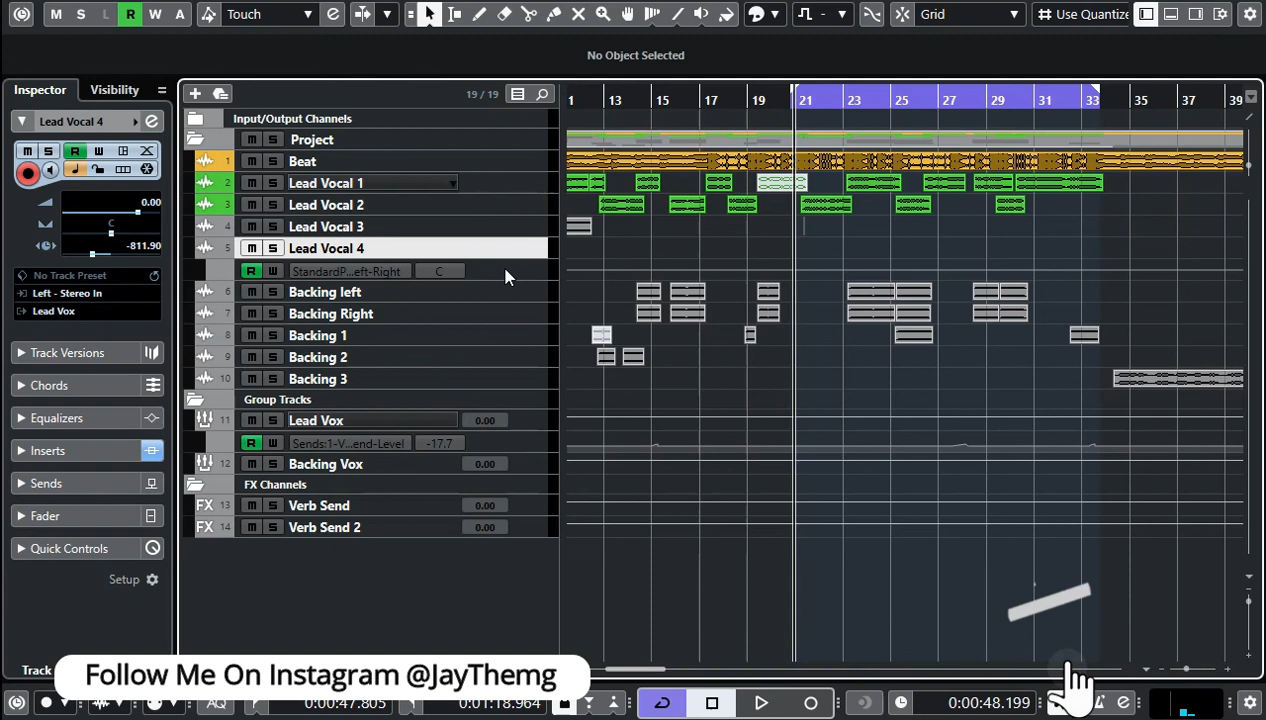 M S L R W A Touch Grid Use Quantize
No Object Selected
Inspector Visibility
19 / 19
1 13 15 17 19 21 23 25 27 29 31 33 35 37 39
Lead Vocal 4
M S R W
0.00
C
-811.90
No Track Preset
Left - Stereo In
Lead Vox
Track Versions
Chords
Equalizers
Inserts
Sends
Fader
Quick Controls
Setup
Input/Output Channels
M S Project
1 M S Beat
2 M S Lead Vocal 1
3 M S Lead Vocal 2
4 M S Lead Vocal 3
5 M S Lead Vocal 4
R W StandardP...eft-Right C
6 M S Backing left
7 M S Backing Right
8 M S Backing 1
9 M S Backing 2
10 M S Backing 3
Group Tracks
11 M S Lead Vox 0.00
R W Sends:1-V...end-Level -17.7
12 M S Backing Vox 0.00
FX Channels
FX 13 M S Verb Send 0.00
FX 14 M S Verb Send 2 0.00
Track
Follow Me On Instagram @JayThemg
AQ 0:00:47.805 0:01:18.964 0:00:48.199